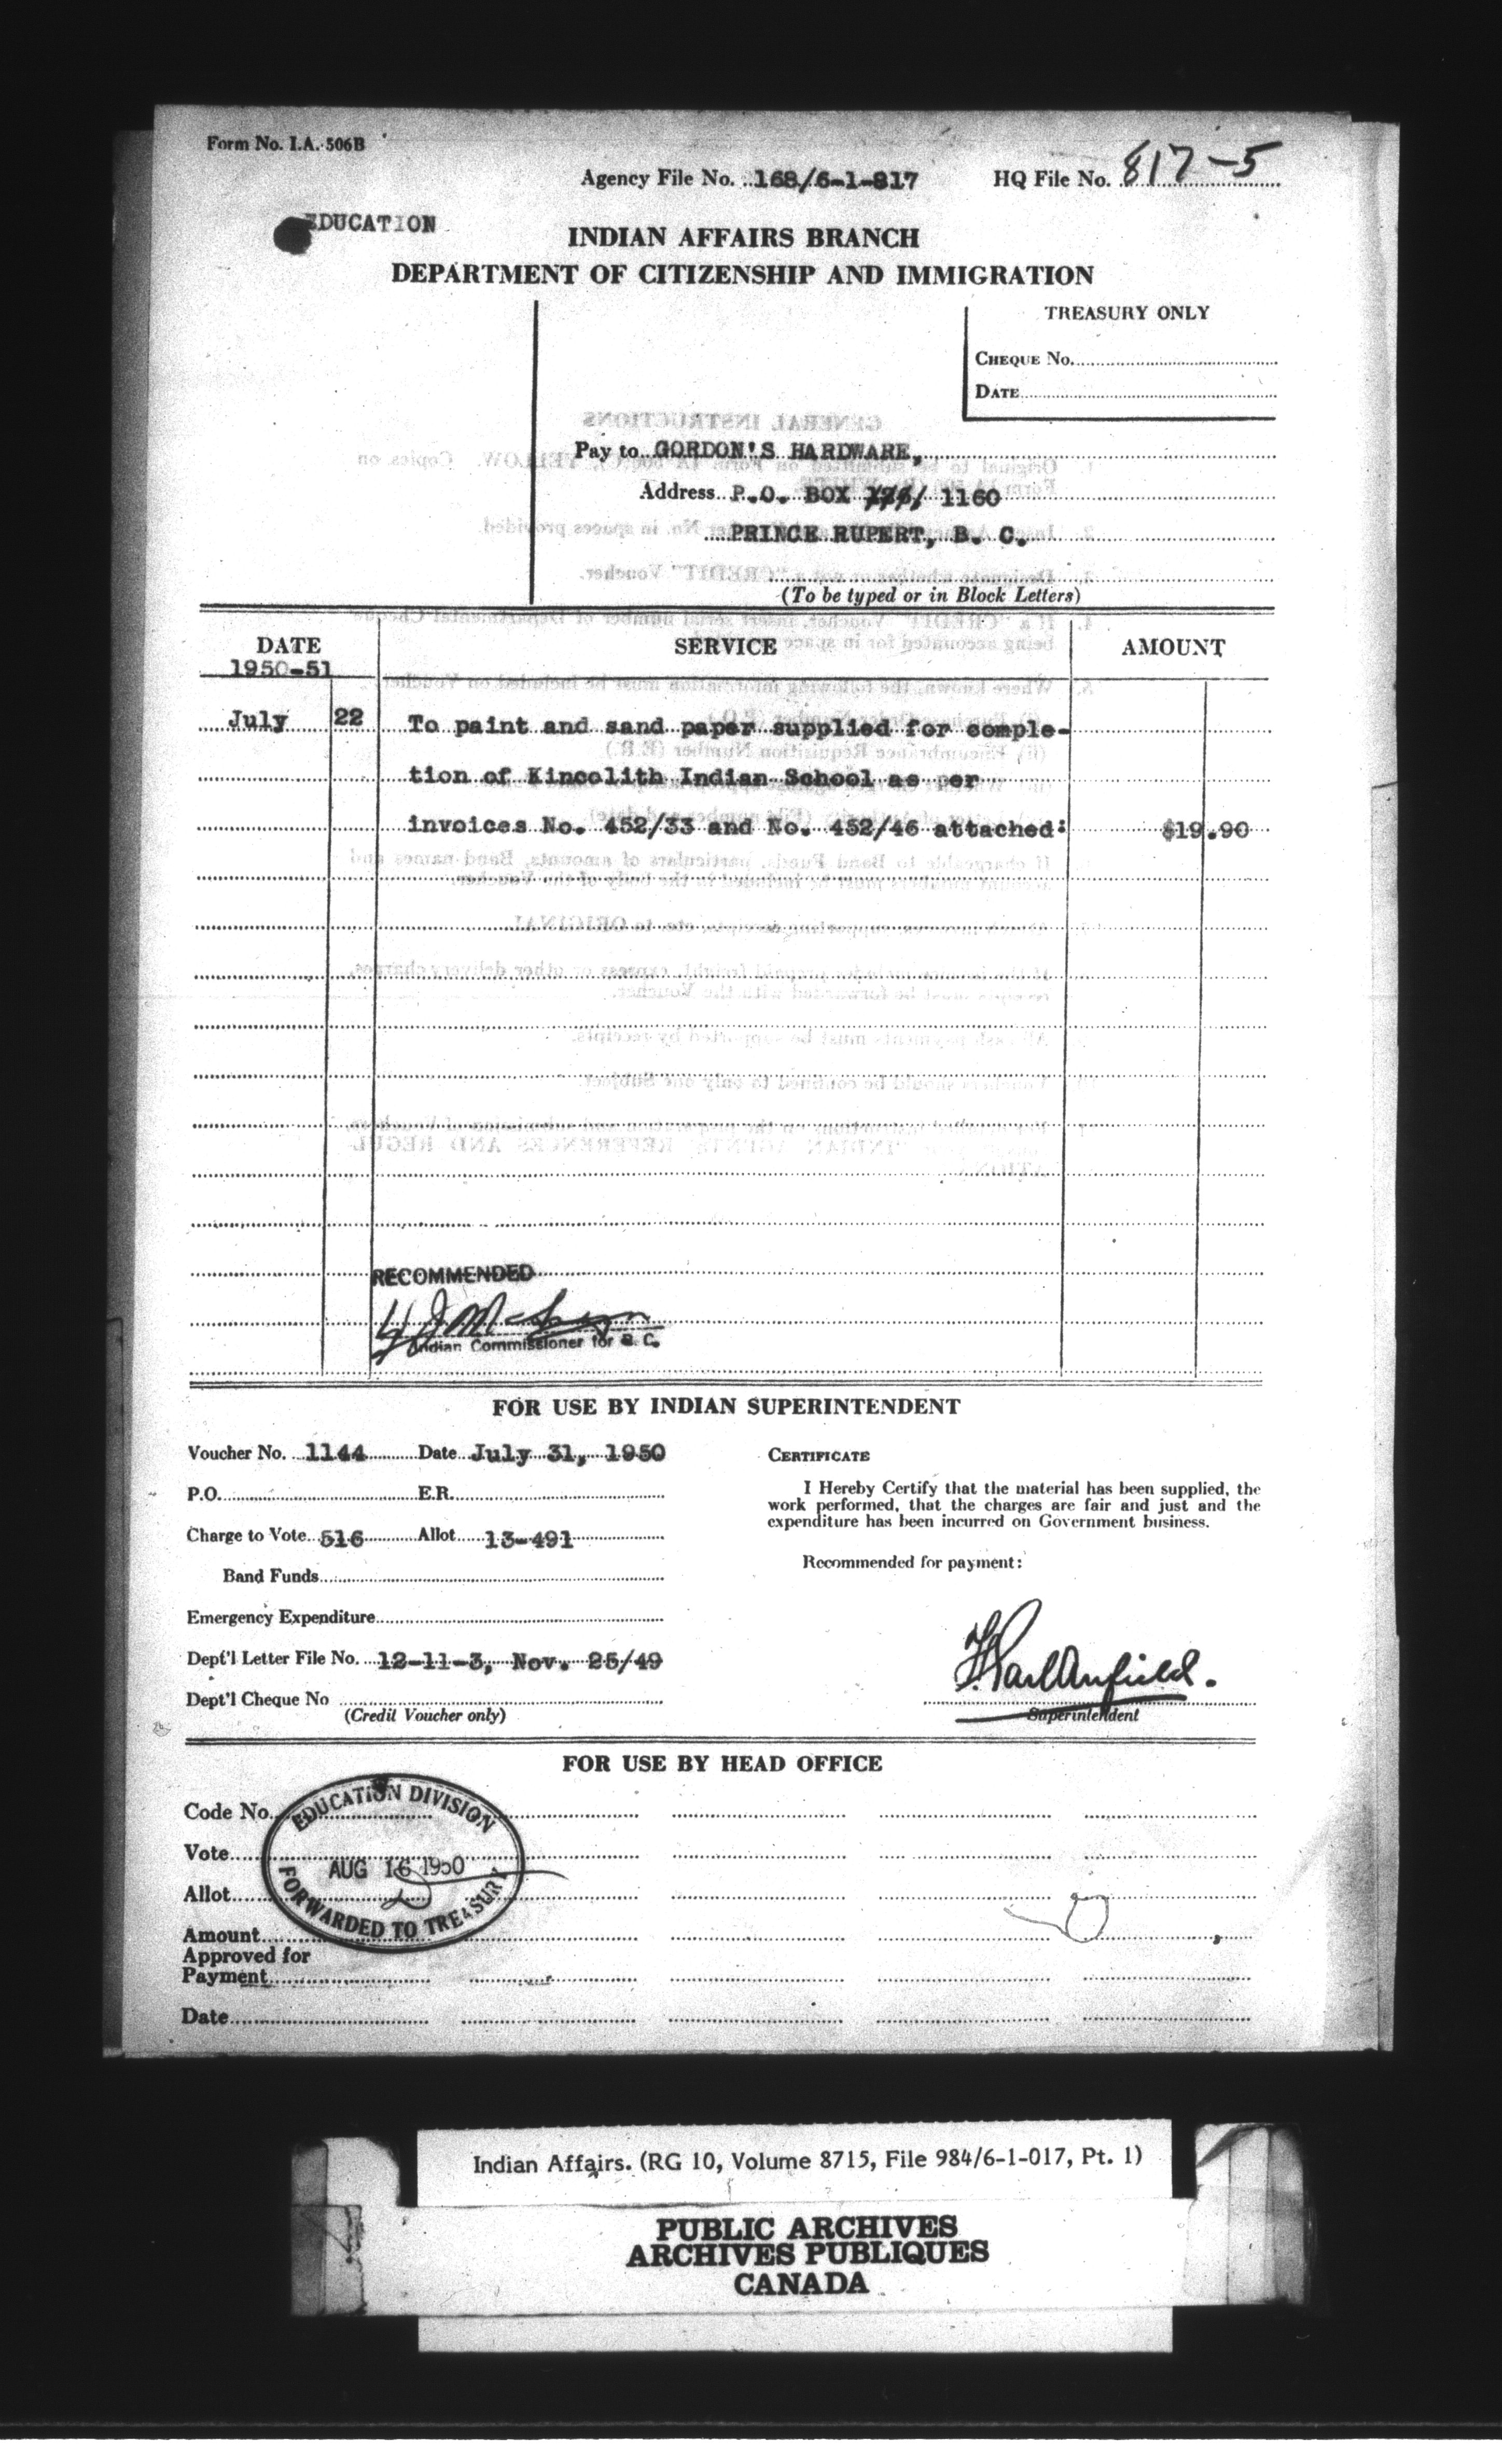 Form No. I.A. 506B
Agency File No. 168/6-1-817 HQ File No. 817-5
EDUCATION
INDIAN AFFAIRS BRANCH
DEPARTMENT OF CITIZENSHIP AND IMMIGRATION
TREASURY ONLY
CHEQUE No.
DATE
Pay to GORDON'S HARDWARE,
Address P.O. BOX 1160
PRINCE RUPERT, B. C.
(To be typed or in Block Letters)
DATE SERVICE AMOUNT
1950-51
July 22 To paint and sand paper supplied for comple-
tion of Kincolith Indian School as per
invoices No. 452/33 and No. 452/46 attached: $19.90
RECOMMENDED
Indian Commissioner for B. C.
FOR USE BY INDIAN SUPERINTENDENT
Voucher No. 1144 Date July 31, 1950
P.O. E.R.
Charge to Vote 516 Allot. 13-491
Band Funds
Emergency Expenditure
Dept'l Letter File No. 12-11-3, Nov. 25/49
Dept'l Cheque No
(Credit Voucher only)
CERTIFICATE
I Hereby Certify that the material has been supplied, the
work performed, that the charges are fair and just and the
expenditure has been incurred on Government business.
Recommended for payment:
F. Earl Anfield.
Superintendent
FOR USE BY HEAD OFFICE
Code No.
Vote
Allot.
Amount
Approved for
Payment
Date
EDUCATION DIVISION
AUG 16 1950
FORWARDED TO TREASURY
Indian Affairs. (RG 10, Volume 8715, File 984/6-1-017, Pt. 1)
PUBLIC ARCHIVES
ARCHIVES PUBLIQUES
CANADA